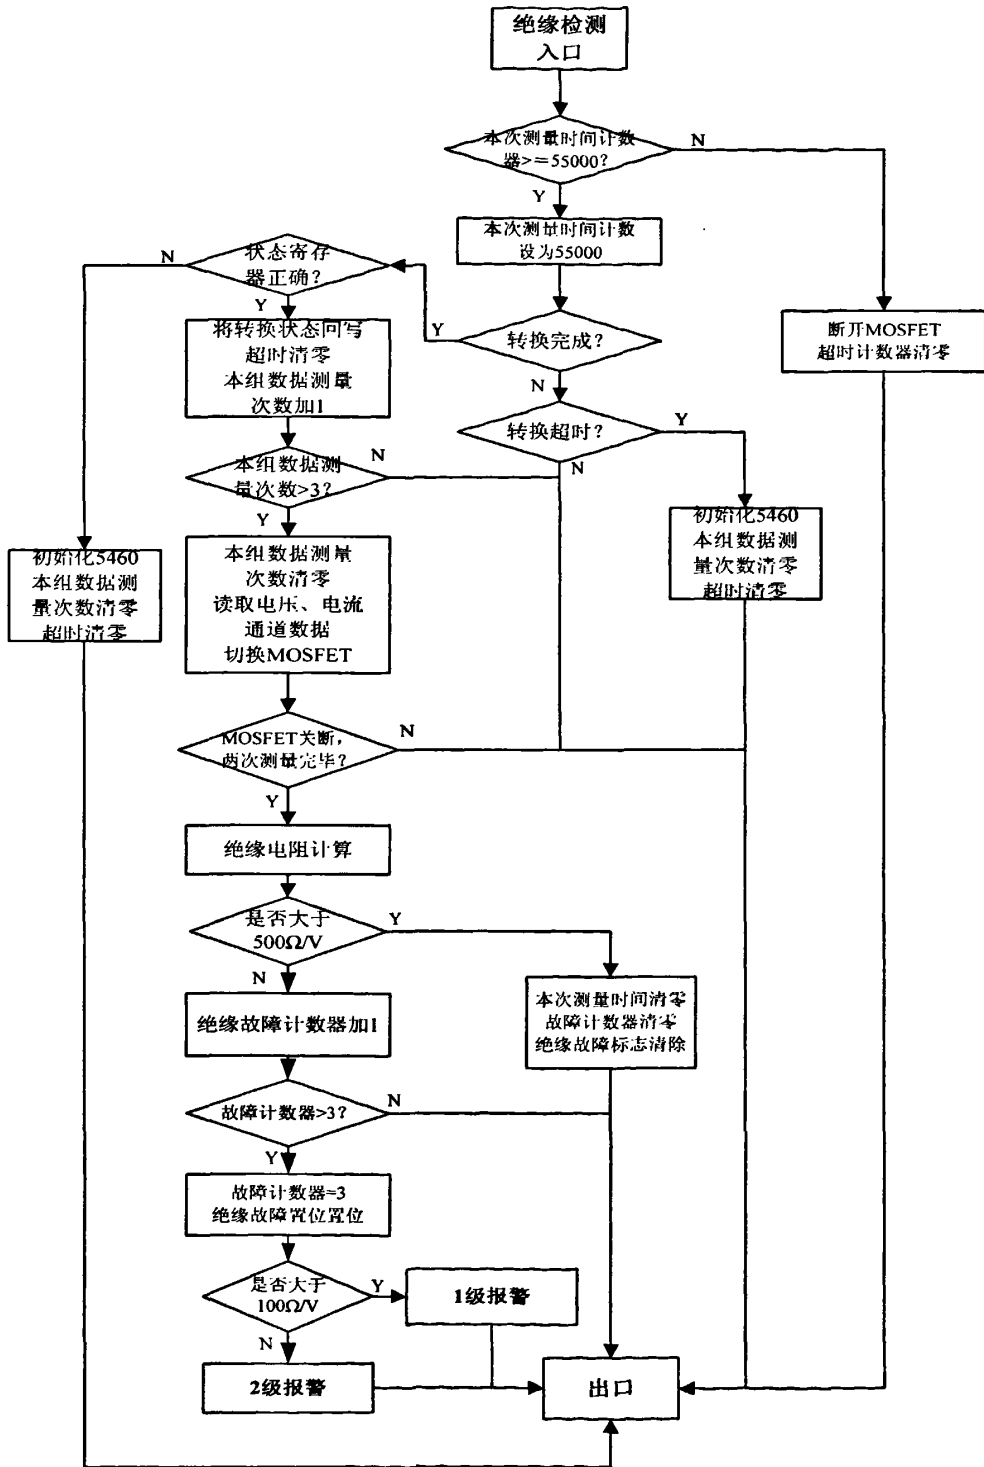 绝缘检测
入口
本次测量时间计数
器>=55000?
N
Y
本次测量时间计数
设为55000
状态寄存
器正确?
N
Y
转换完成?
Y
N
断开MOSFET
超时计数器清零
将转换状态回写
超时清零
本组数据测量
次数加1
转换超时?
Y
N
本组数据测
量次数>3?
N
Y
初始化5460
本组数据测
量次数清零
超时清零
初始化5460
本组数据测
量次数清零
超时清零
本组数据测量
次数清零
读取电压、电流
通道数据
切换MOSFET
MOSFET关断,
两次测量完毕?
N
Y
绝缘电阻计算
是否大于
500Ω/V
Y
N
本次测量时间清零
故障计数器清零
绝缘故障标志清除
绝缘故障计数器加1
故障计数器>3?
N
Y
故障计数器=3
绝缘故障置位置位
是否大于
100Ω/V
Y
N
1级报警
2级报警
出口